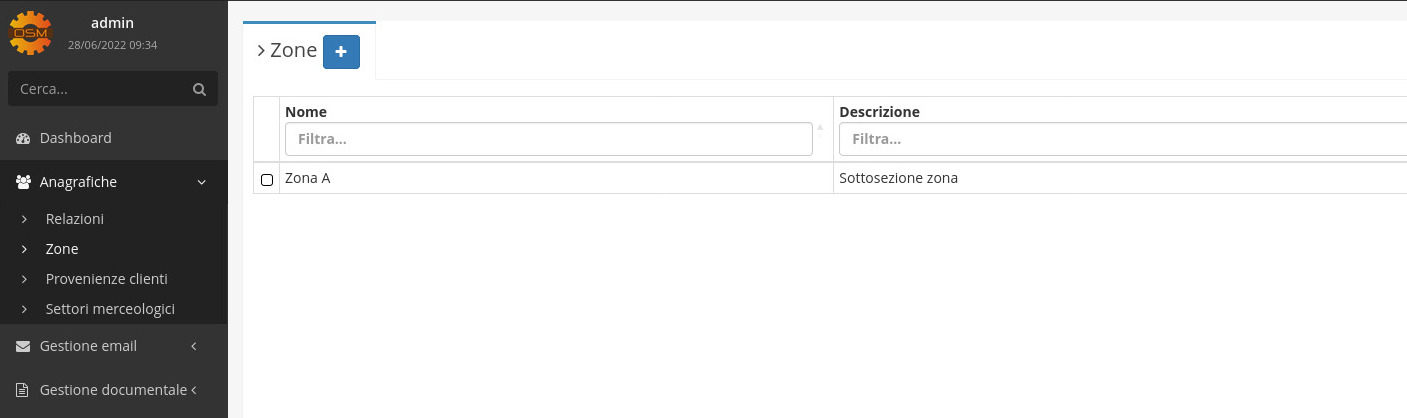 OSM
admin
28/06/2022 09:34
Cerca...
Dashboard
Anagrafiche
Relazioni
Zone
Provenienze clienti
Settori merceologici
Gestione email
Gestione documentale
Zone
Nome Descrizione
Filtra... Filtra...
Zona A Sottosezione zona